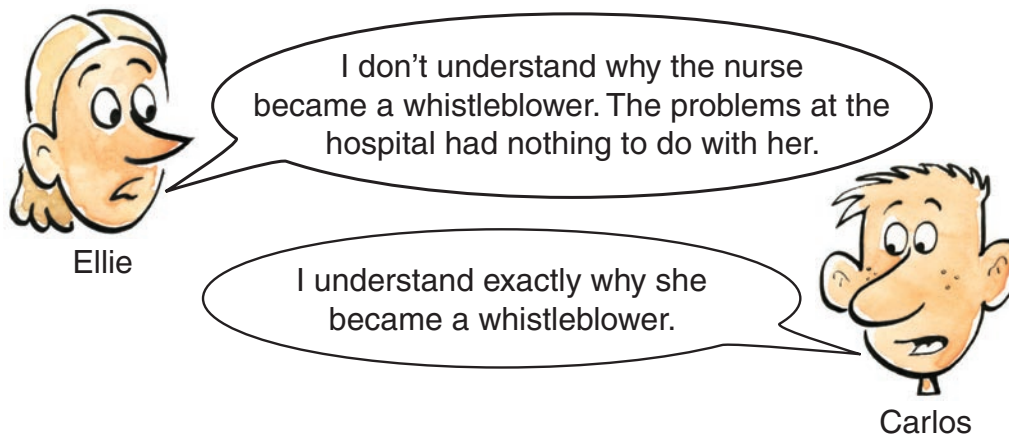 I don’t understand why the nurse
became a whistleblower. The problems at the
hospital had nothing to do with her.
Ellie
I understand exactly why she
became a whistleblower.
Carlos